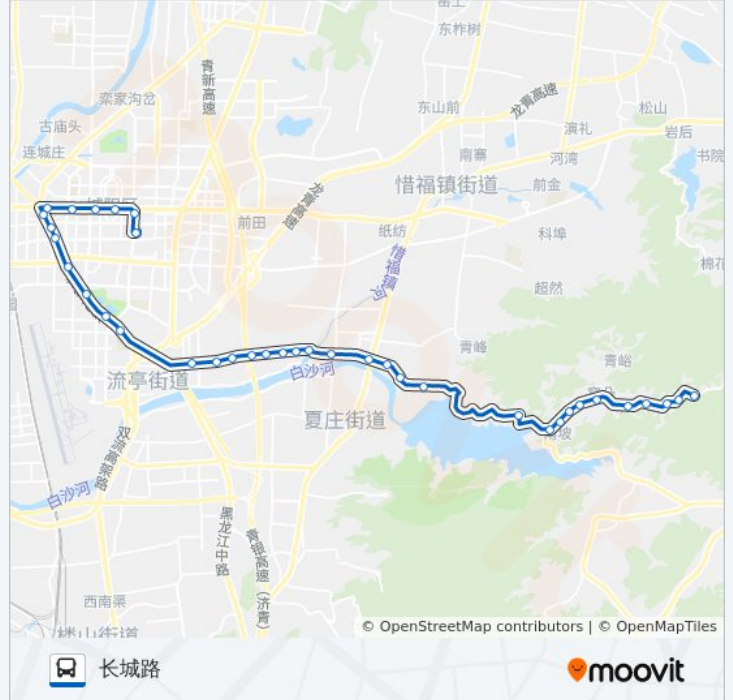 东柞树
青新高速
栾家沟岔
东山前
龙青高速
松山
古庙头
演礼
岩后
连城庄
南寨
河湾
书院
惜福镇街道
前金
龙青高速
前田
纸纺
科埠
惜福镇河
棉花
超然
青峰
青峪
流亭街道
白沙河
夏庄街道
双流高架路
白沙河
黑龙江中路
青银高速(济青)
西南渠
楼山街道
© OpenStreetMap contributors | © OpenMapTiles
长城路
moovit